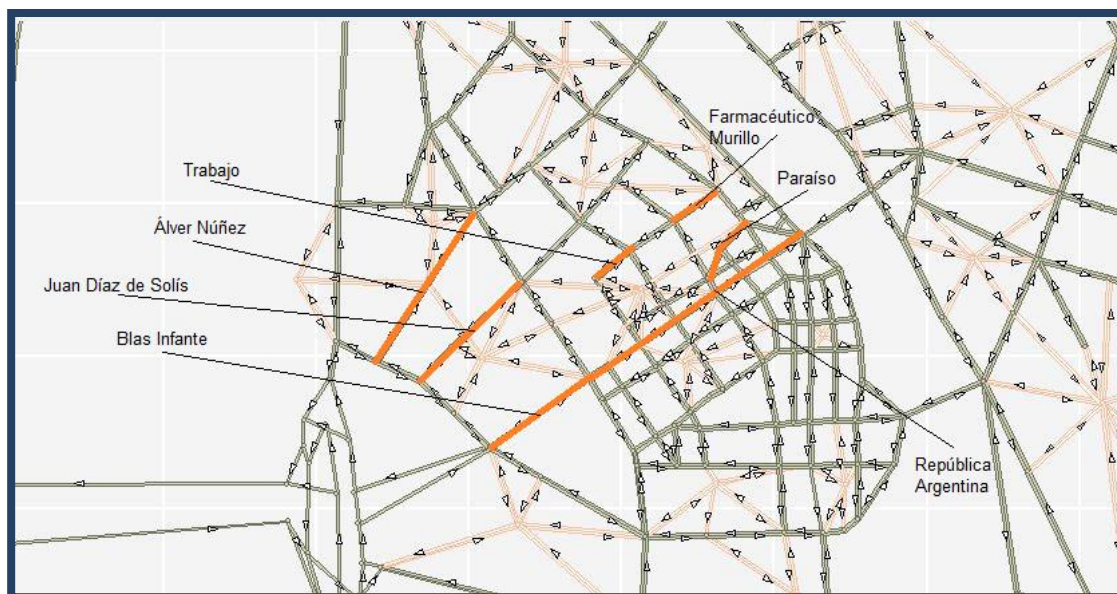 Farmacéutico
Murillo
Trabajo
Paraíso
Álver Núñez
Juan Díaz de Solís
Blas Infante
República
Argentina